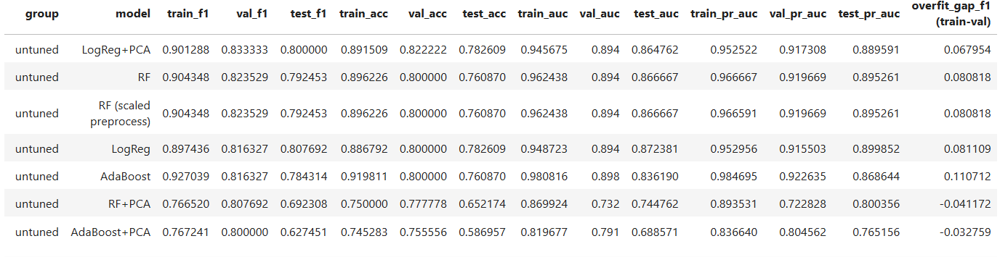 group model train_f1 val_f1 test_f1 train_acc val_acc test_acc train_auc val_auc test_auc train_pr_auc val_pr_auc test_pr_auc overfit_gap_f1
(train-val)
untuned LogReg+PCA 0.901288 0.833333 0.800000 0.891509 0.822222 0.782609 0.945675 0.894 0.864762 0.952522 0.917308 0.889591 0.067954
untuned RF 0.904348 0.823529 0.792453 0.896226 0.800000 0.760870 0.962438 0.894 0.866667 0.966667 0.919669 0.895261 0.080818
untuned RF (scaled
preprocess) 0.904348 0.823529 0.792453 0.896226 0.800000 0.760870 0.962438 0.894 0.866667 0.966591 0.919669 0.895261 0.080818
untuned LogReg 0.897436 0.816327 0.807692 0.886792 0.800000 0.782609 0.948723 0.894 0.872381 0.952956 0.915503 0.899852 0.081109
untuned AdaBoost 0.927039 0.816327 0.784314 0.919811 0.800000 0.760870 0.980816 0.898 0.836190 0.984695 0.922635 0.868644 0.110712
untuned RF+PCA 0.766520 0.807692 0.692308 0.750000 0.777778 0.652174 0.869924 0.732 0.744762 0.893531 0.722828 0.800356 -0.041172
untuned AdaBoost+PCA 0.767241 0.800000 0.627451 0.745283 0.755556 0.586957 0.819677 0.791 0.688571 0.836640 0.804562 0.765156 -0.032759